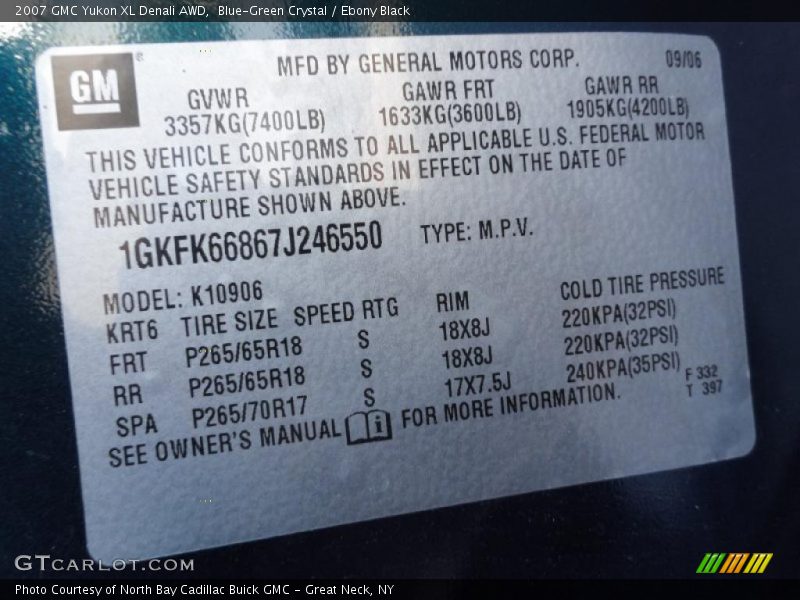 2007 GMC Yukon XL Denali AWD, Blue-Green Crystal / Ebony Black
GM
MFD BY GENERAL MOTORS CORP. 09/06
GVWR GAWR FRT GAWR RR
3357KG(7400LB) 1633KG(3600LB) 1905KG(4200LB)
THIS VEHICLE CONFORMS TO ALL APPLICABLE U.S. FEDERAL MOTOR
VEHICLE SAFETY STANDARDS IN EFFECT ON THE DATE OF
MANUFACTURE SHOWN ABOVE.
1GKFK66867J246550 TYPE: M.P.V.
MODEL: K10906
KRT6 TIRE SIZE SPEED RTG RIM COLD TIRE PRESSURE
FRT P265/65R18 S 18X8J 220KPA(32PSI)
RR P265/65R18 S 18X8J 220KPA(32PSI)
SPA P265/70R17 S 17X7.5J 240KPA(35PSI)
SEE OWNER'S MANUAL FOR MORE INFORMATION.
F 332
T 397
GTCARLOT.COM
Photo Courtesy of North Bay Cadillac Buick GMC - Great Neck, NY